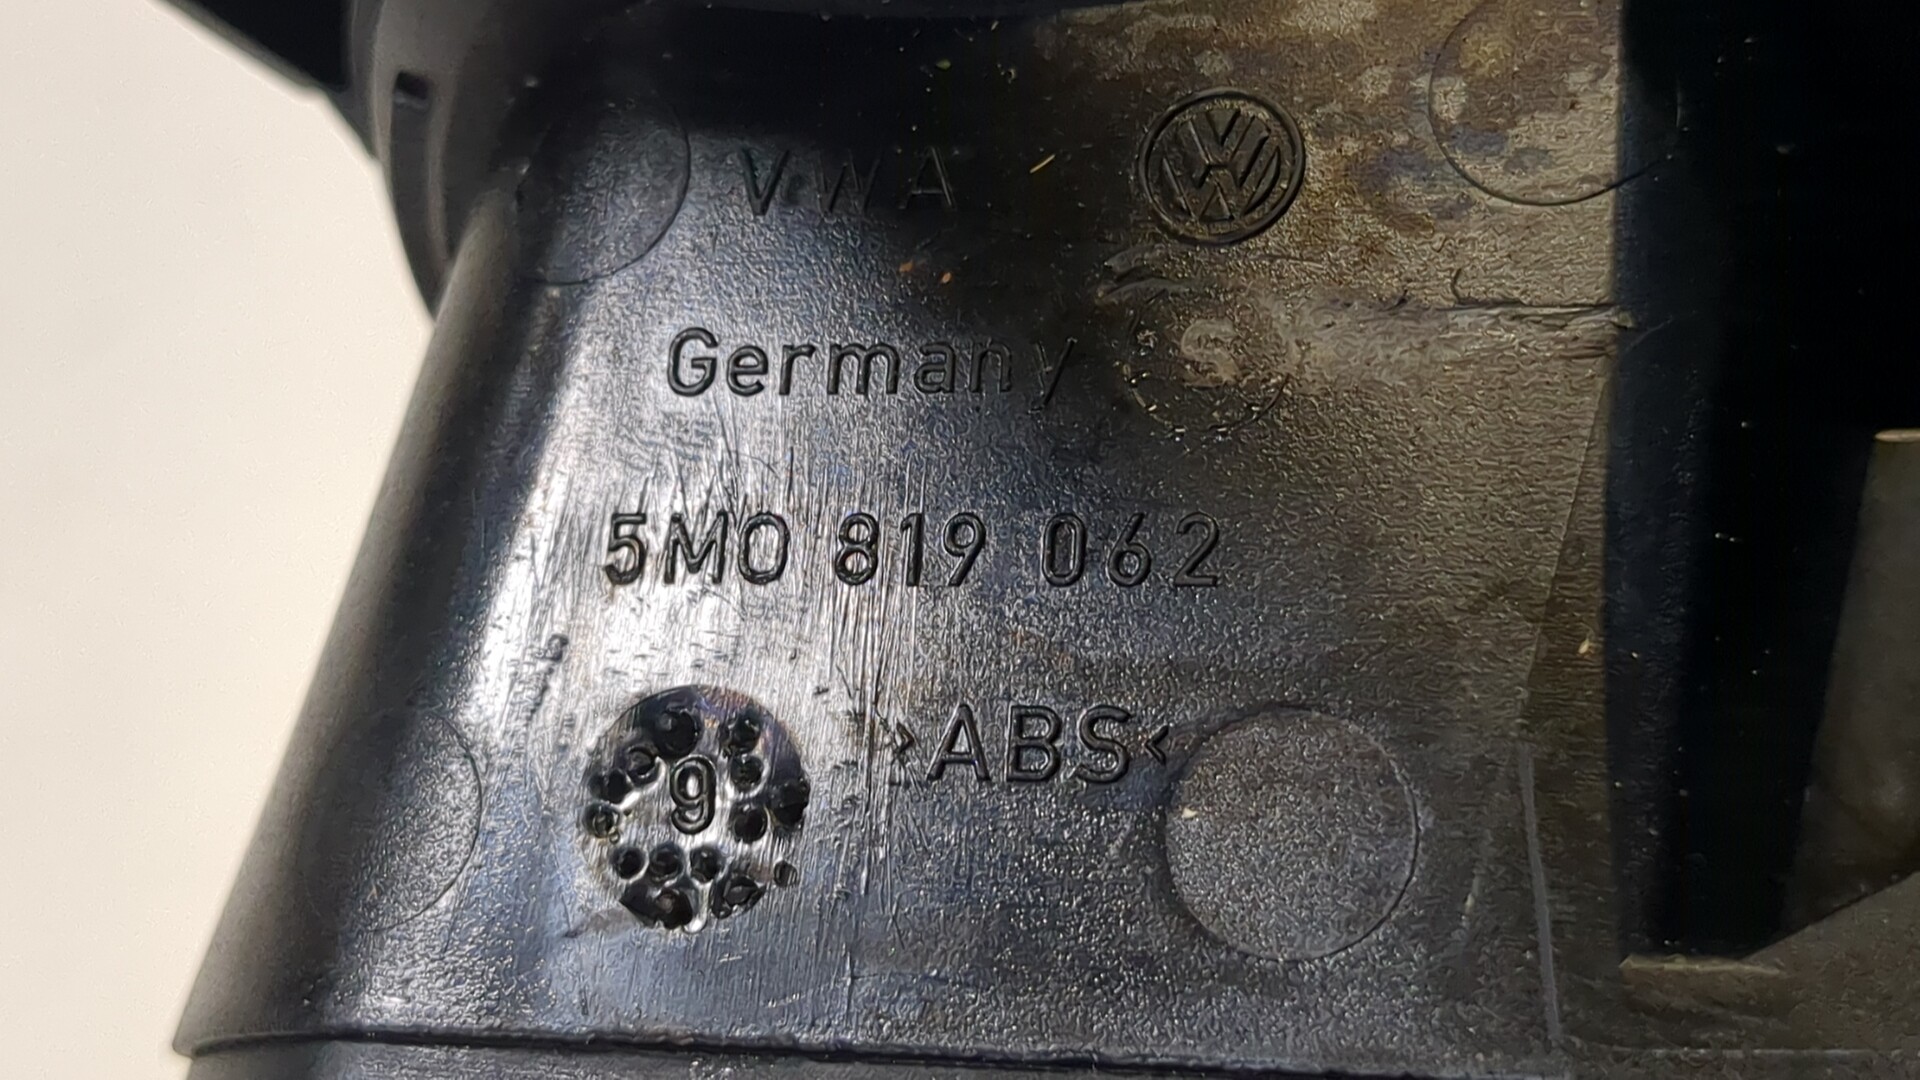 VWA
Germany
5M0 819 062
>ABS<
9